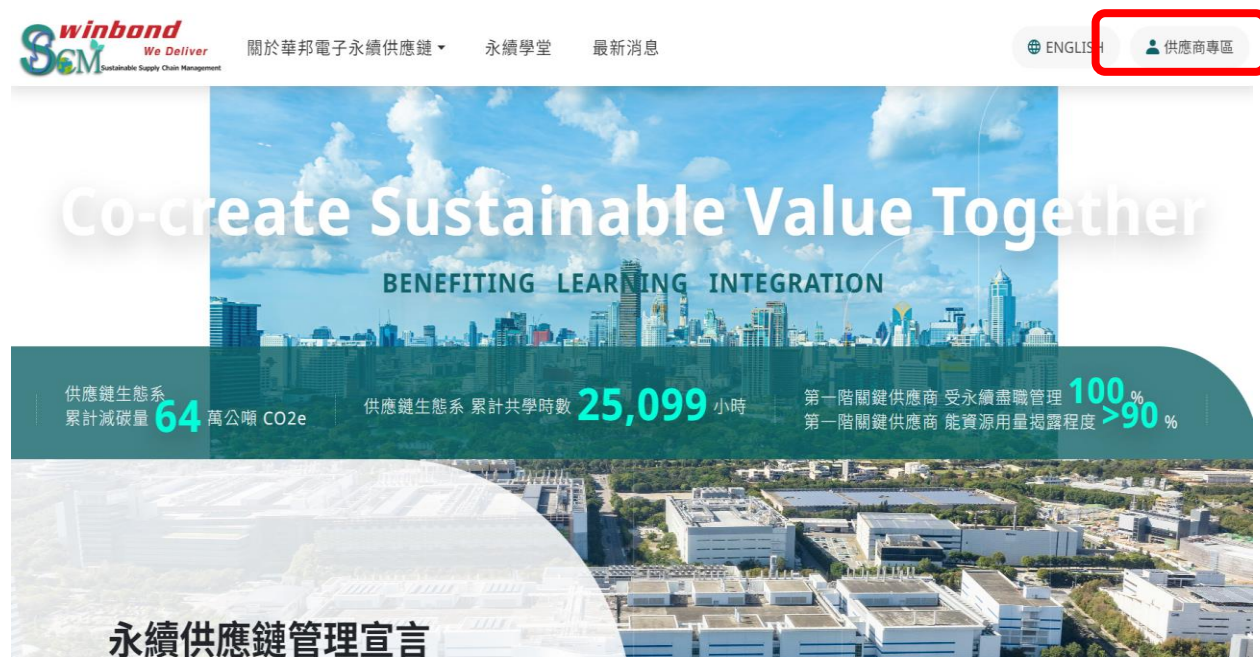 winbond
We Deliver
SSCM
Sustainable Supply Chain Management
關於華邦電子永續供應鏈
永續學堂
最新消息
ENGLISH
供應商專區
Co-create Sustainable Value Together
BENEFITING LEARNING INTEGRATION
供應鏈生態系
累計減碳量 64 萬公噸 CO2e
供應鏈生態系 累計共學時數 25,099 小時
第一階關鍵供應商 受永續盡職管理 100 %
第一階關鍵供應商 能資源用量揭露程度 >90 %
永續供應鏈管理宣言